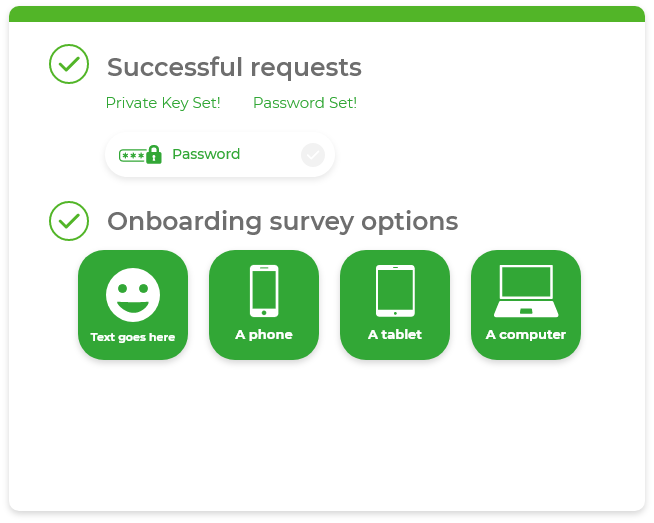 Successful requests
Private Key Set! Password Set!
*** Password
Onboarding survey options
Text goes here A phone A tablet A computer